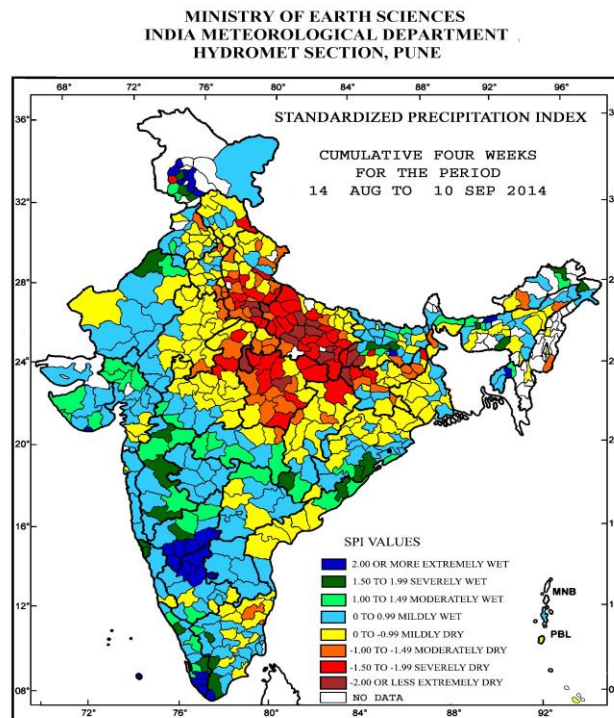 MINISTRY OF EARTH SCIENCES
INDIA METEOROLOGICAL DEPARTMENT
HYDROMET SECTION, PUNE
68° 72° 76° 80° 84° 88° 92° 96°
36°
STANDARDIZED PRECIPITATION INDEX
CUMULATIVE FOUR WEEKS
FOR THE PERIOD
14 AUG TO 10 SEP 2014
32°
28°
24°
20°
16°
12°
08°
SPI VALUES
2.00 OR MORE EXTREMELY WET
1.50 TO 1.99 SEVERELY WET
1.00 TO 1.49 MODERATELY WET
0 TO 0.99 MILDLY WET
0 TO -0.99 MILDLY DRY
-1.00 TO -1.49 MODERATELY DRY
-1.50 TO -1.99 SEVERELY DRY
-2.00 OR LESS EXTREMELY DRY
NO DATA
MNB
PBL
72° 76° 80° 84° 88° 92°